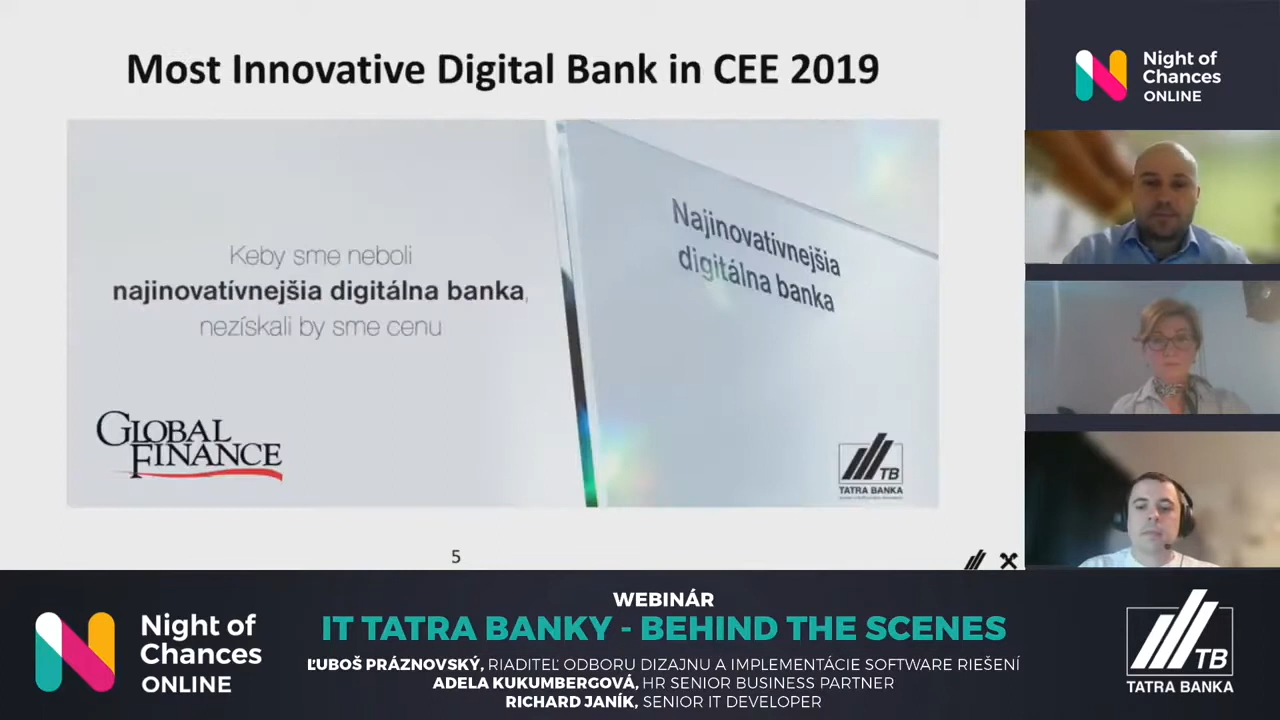 Most Innovative Digital Bank in CEE 2019
Keby sme neboli
najinovatívnejšia digitálna banka,
nezískali by sme cenu
GLOBAL
FINANCE
Najinovatívnejšia
digitálna banka
TB
TATRA BANKA
5
Night of
Chances
ONLINE
Night of
Chances
ONLINE
WEBINÁR
IT TATRA BANKY - BEHIND THE SCENES
ĽUBOŠ PRÁZNOVSKÝ, RIADITEĽ ODBORU DIZAJNU A IMPLEMENTÁCIE SOFTWARE RIEŠENÍ
ADELA KUKUMBERGOVÁ, HR SENIOR BUSINESS PARTNER
RICHARD JANÍK, SENIOR IT DEVELOPER
TB
TATRA BANKA